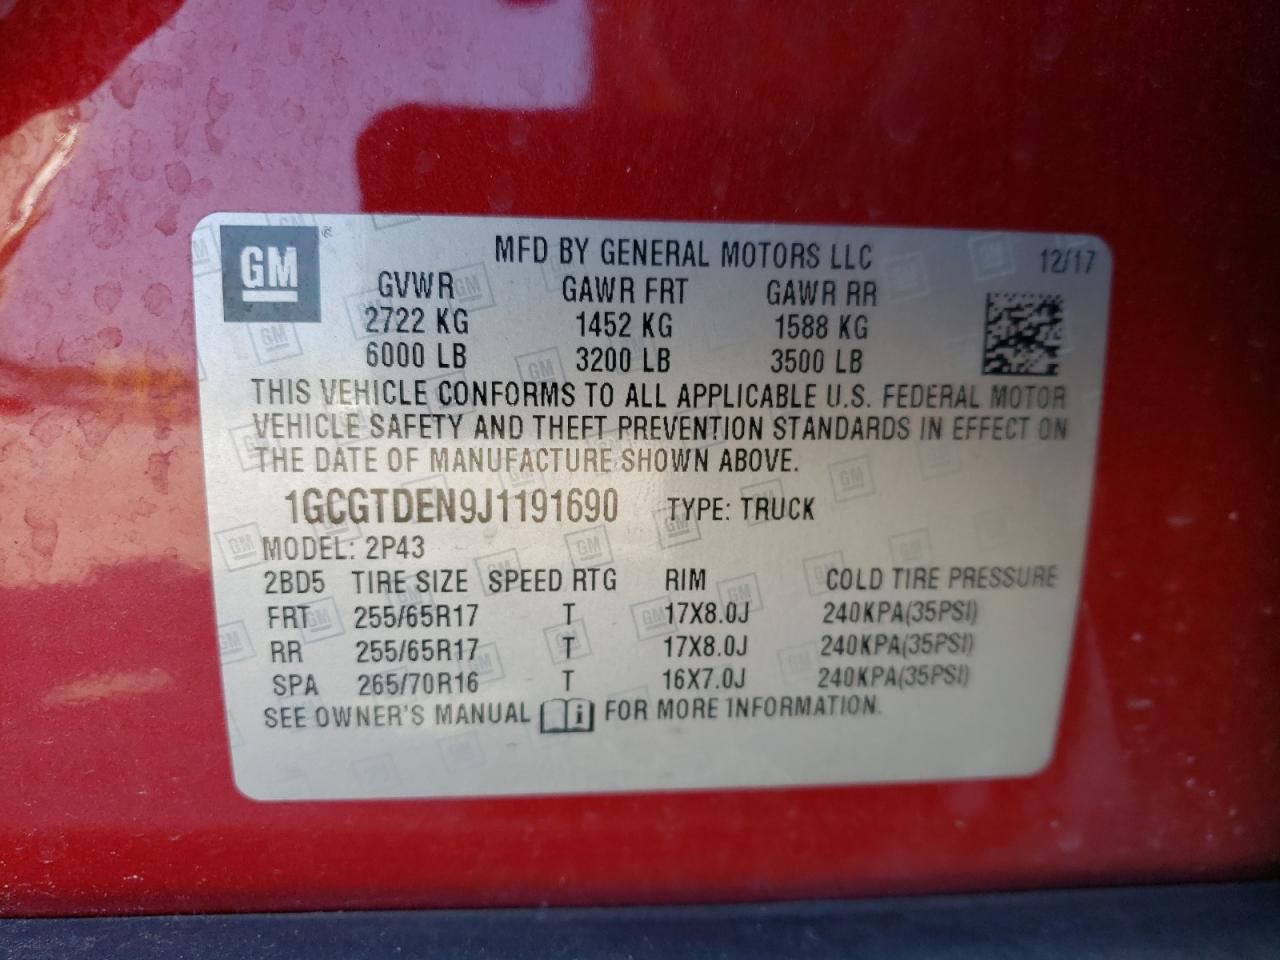 GM ® MFD BY GENERAL MOTORS LLC 12/17
GVWR GAWR FRT GAWR RR
2722 KG 1452 KG 1588 KG
6000 LB 3200 LB 3500 LB
THIS VEHICLE CONFORMS TO ALL APPLICABLE U.S. FEDERAL MOTOR
VEHICLE SAFETY AND THEFT PREVENTION STANDARDS IN EFFECT ON
THE DATE OF MANUFACTURE SHOWN ABOVE.
1GCGTDEN9J1191690 TYPE: TRUCK
MODEL: 2P43
2BD5 TIRE SIZE SPEED RTG RIM COLD TIRE PRESSURE
FRT 255/65R17 T 17X8.0J 240KPA(35PSI)
RR 255/65R17 T 17X8.0J 240KPA(35PSI)
SPA 265/70R16 T 16X7.0J 240KPA(35PSI)
SEE OWNER'S MANUAL i FOR MORE INFORMATION.